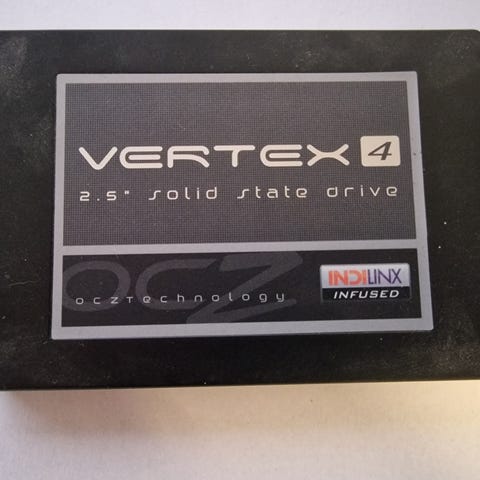 VERTEX 4
2.5" solid state drive
OCZ
OCZTechnology
INDILINX
INFUSED